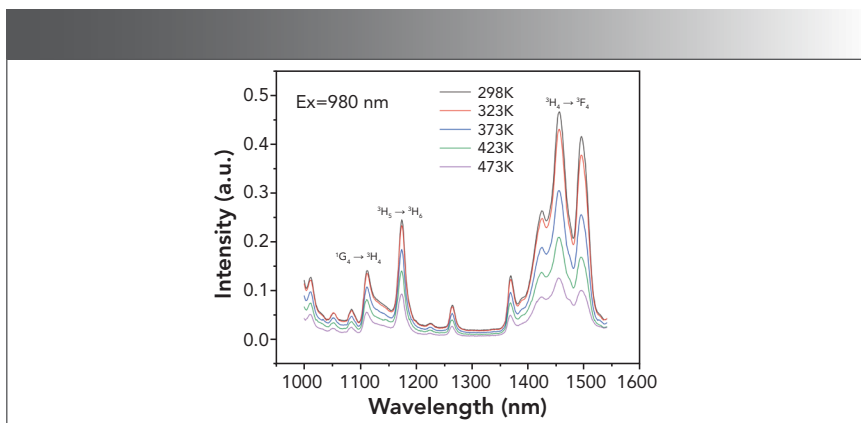 0.5
0.4
0.3
0.2
0.1
0.0
Intensity (a.u.)
Ex=980 nm
298K
323K
373K
423K
473K
³H₄ → ³F₄
³H₅ → ³H₆
¹G₄ → ³H₄
1000 1100 1200 1300 1400 1500 1600
Wavelength (nm)